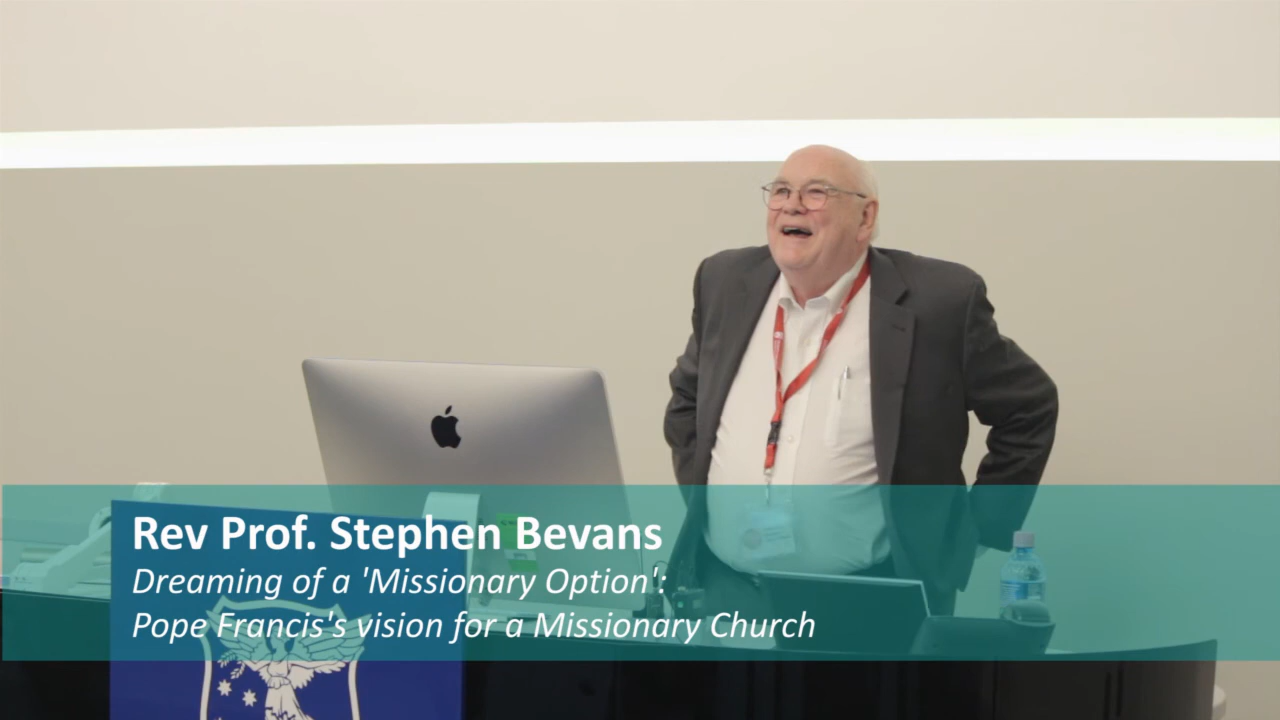 Rev Prof. Stephen Bevans
Dreaming of a 'Missionary Option':
Pope Francis's vision for a Missionary Church